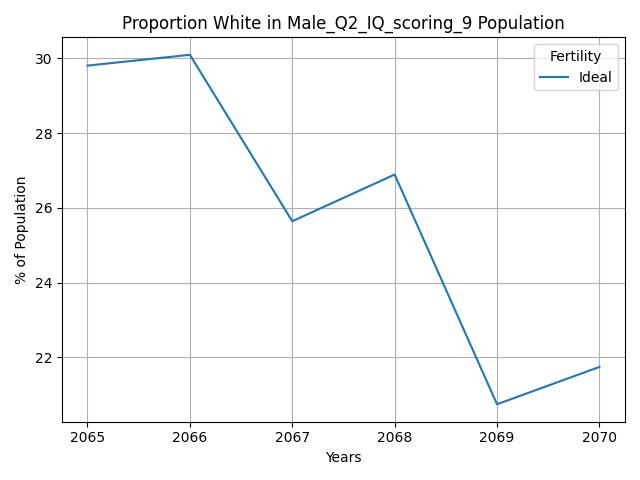 Proportion White in Male_Q2_IQ_scoring_9 Population
Fertility
Ideal
% of Population
30
28
26
24
22
2065 2066 2067 2068 2069 2070
Years